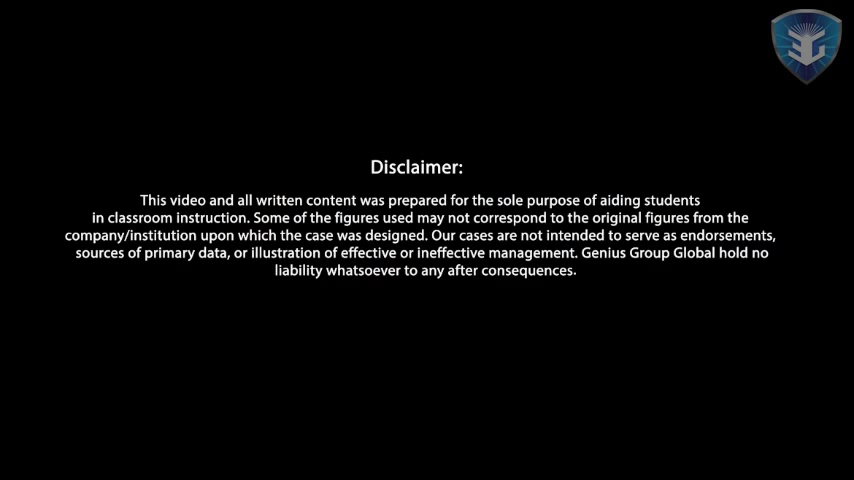 Disclaimer:
This video and all written content was prepared for the sole purpose of aiding students
in classroom instruction. Some of the figures used may not correspond to the original figures from the
company/institution upon which the case was designed. Our cases are not intended to serve as endorsements,
sources of primary data, or illustration of effective or ineffective management. Genius Group Global hold no
liability whatsoever to any after consequences.